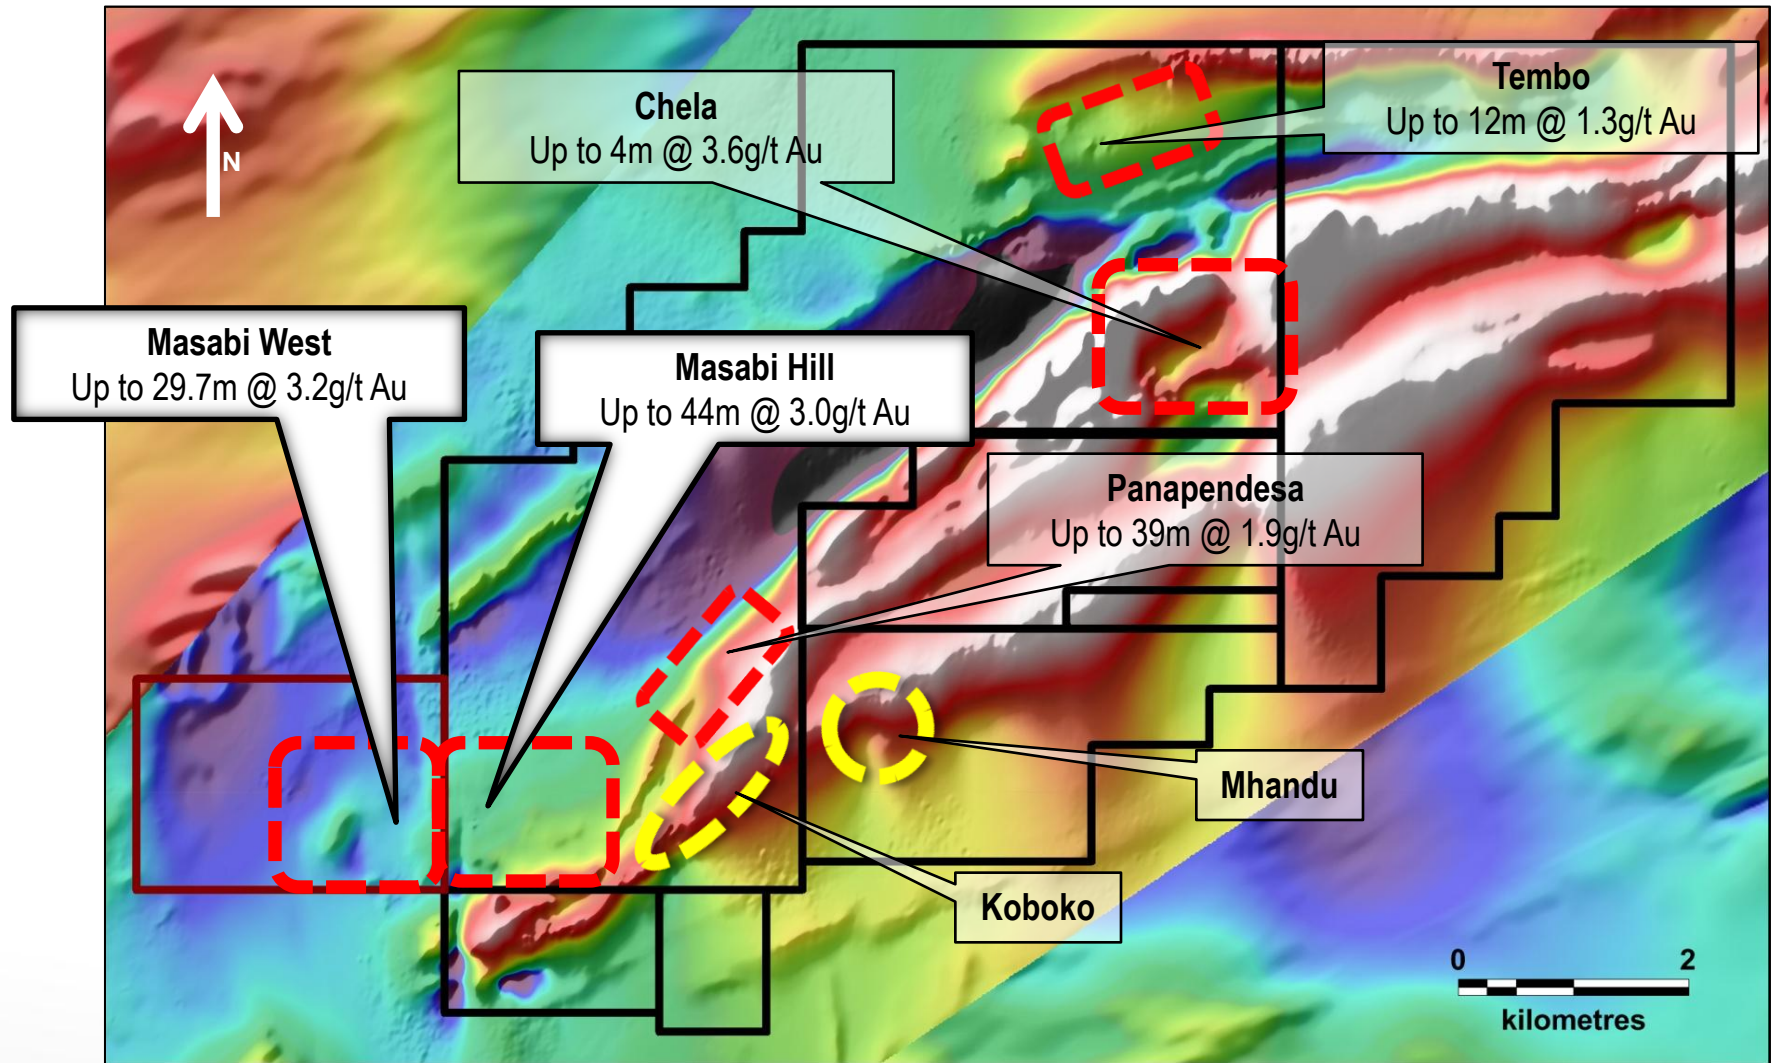 Tembo
Up to 12m @ 1.3g/t Au
Chela
Up to 4m @ 3.6g/t Au
N
Masabi West
Up to 29.7m @ 3.2g/t Au
Masabi Hill
Up to 44m @ 3.0g/t Au
Panapendesa
Up to 39m @ 1.9g/t Au
Mhandu
Koboko
0 2
kilometres